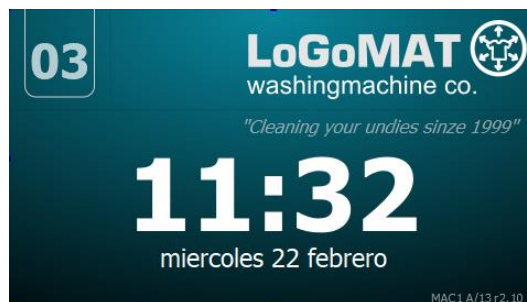 03
LoGoMAT
washingmachine co.
"Cleaning your undies sinze 1999"
11:32
miercoles 22 febrero
MAC1 A/13 r2.10